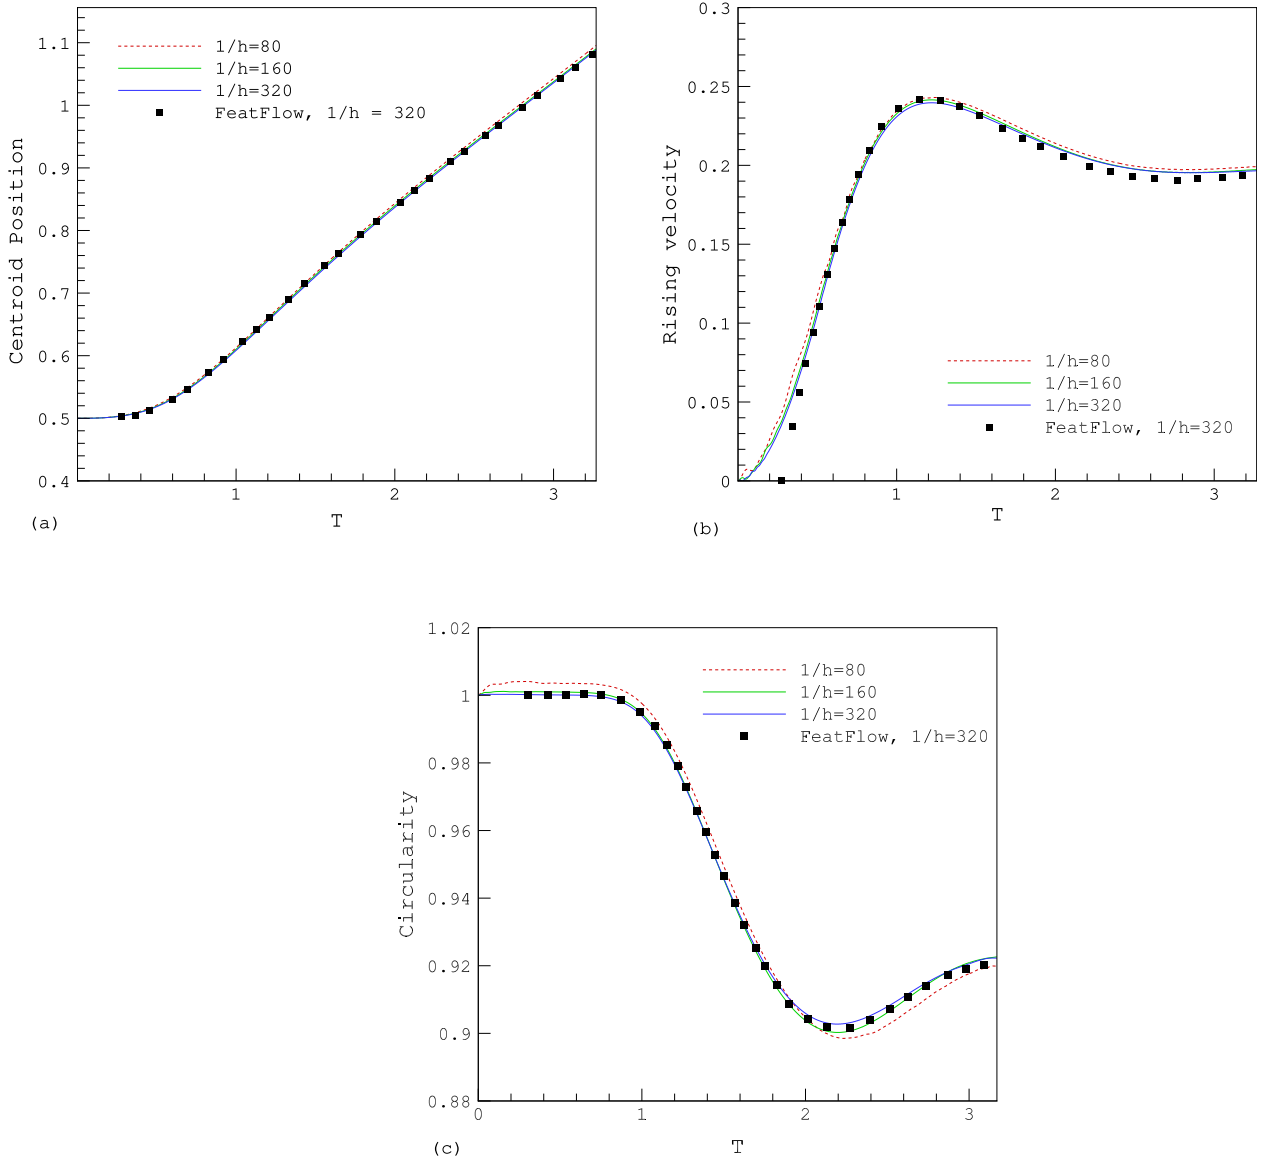 1.1
1
0.9
0.8
0.7
0.6
0.5
0.4
1
2
3
Centroid Position
T
1/h=80
1/h=160
1/h=320
FeatFlow, 1/h = 320
(a)
0.3
0.25
0.2
0.15
0.1
0.05
0
1
2
3
Rising velocity
T
1/h=80
1/h=160
1/h=320
FeatFlow, 1/h=320
(b)
1.02
1
0.98
0.96
0.94
0.92
0.9
0.88
0
1
2
3
Circularity
T
1/h=80
1/h=160
1/h=320
FeatFlow, 1/h=320
(c)